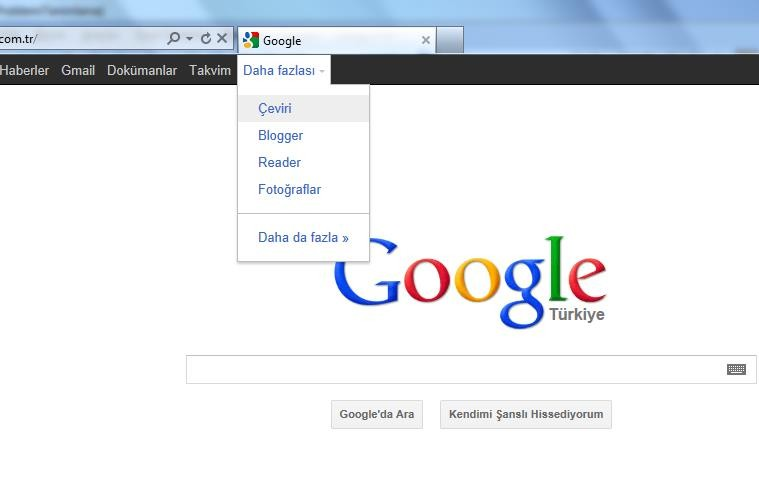 com.tr/
Google
Haberler Gmail Dokümanlar Takvim Daha fazlası
Çeviri
Blogger
Reader
Fotoğraflar
Daha da fazla »
Google
Türkiye
Google'da Ara Kendimi Şanslı Hissediyorum